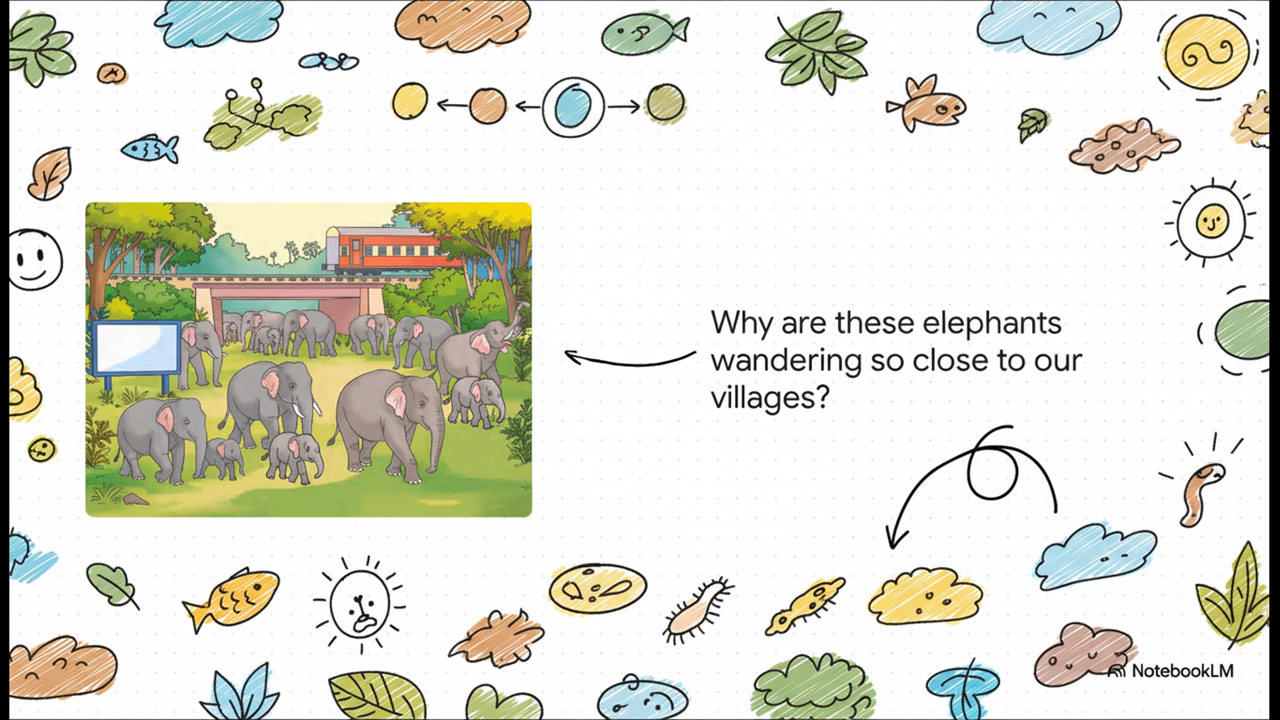 Why are these elephants
wandering so close to our
villages?
NotebookLM